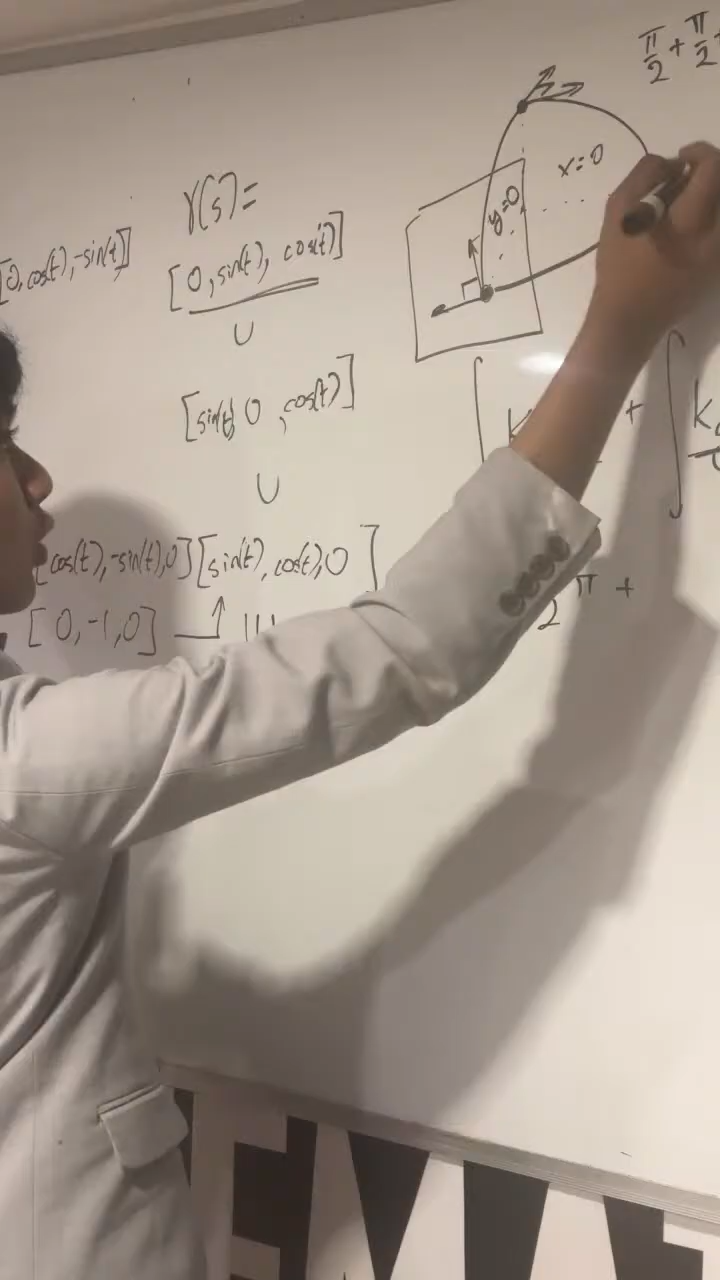 π/2 + π/2 +
x=0
y=0
γ(s)=
[0,cos(t),-sin(t)] [0,sin(t), cos(t)]
∪
[sin(t) 0 ,cos(t)]
∫ K + ∫ K
∪
[cos(t),-sin(t),0][sin(t),cos(t),0]
[0,-1,0]
2 π +